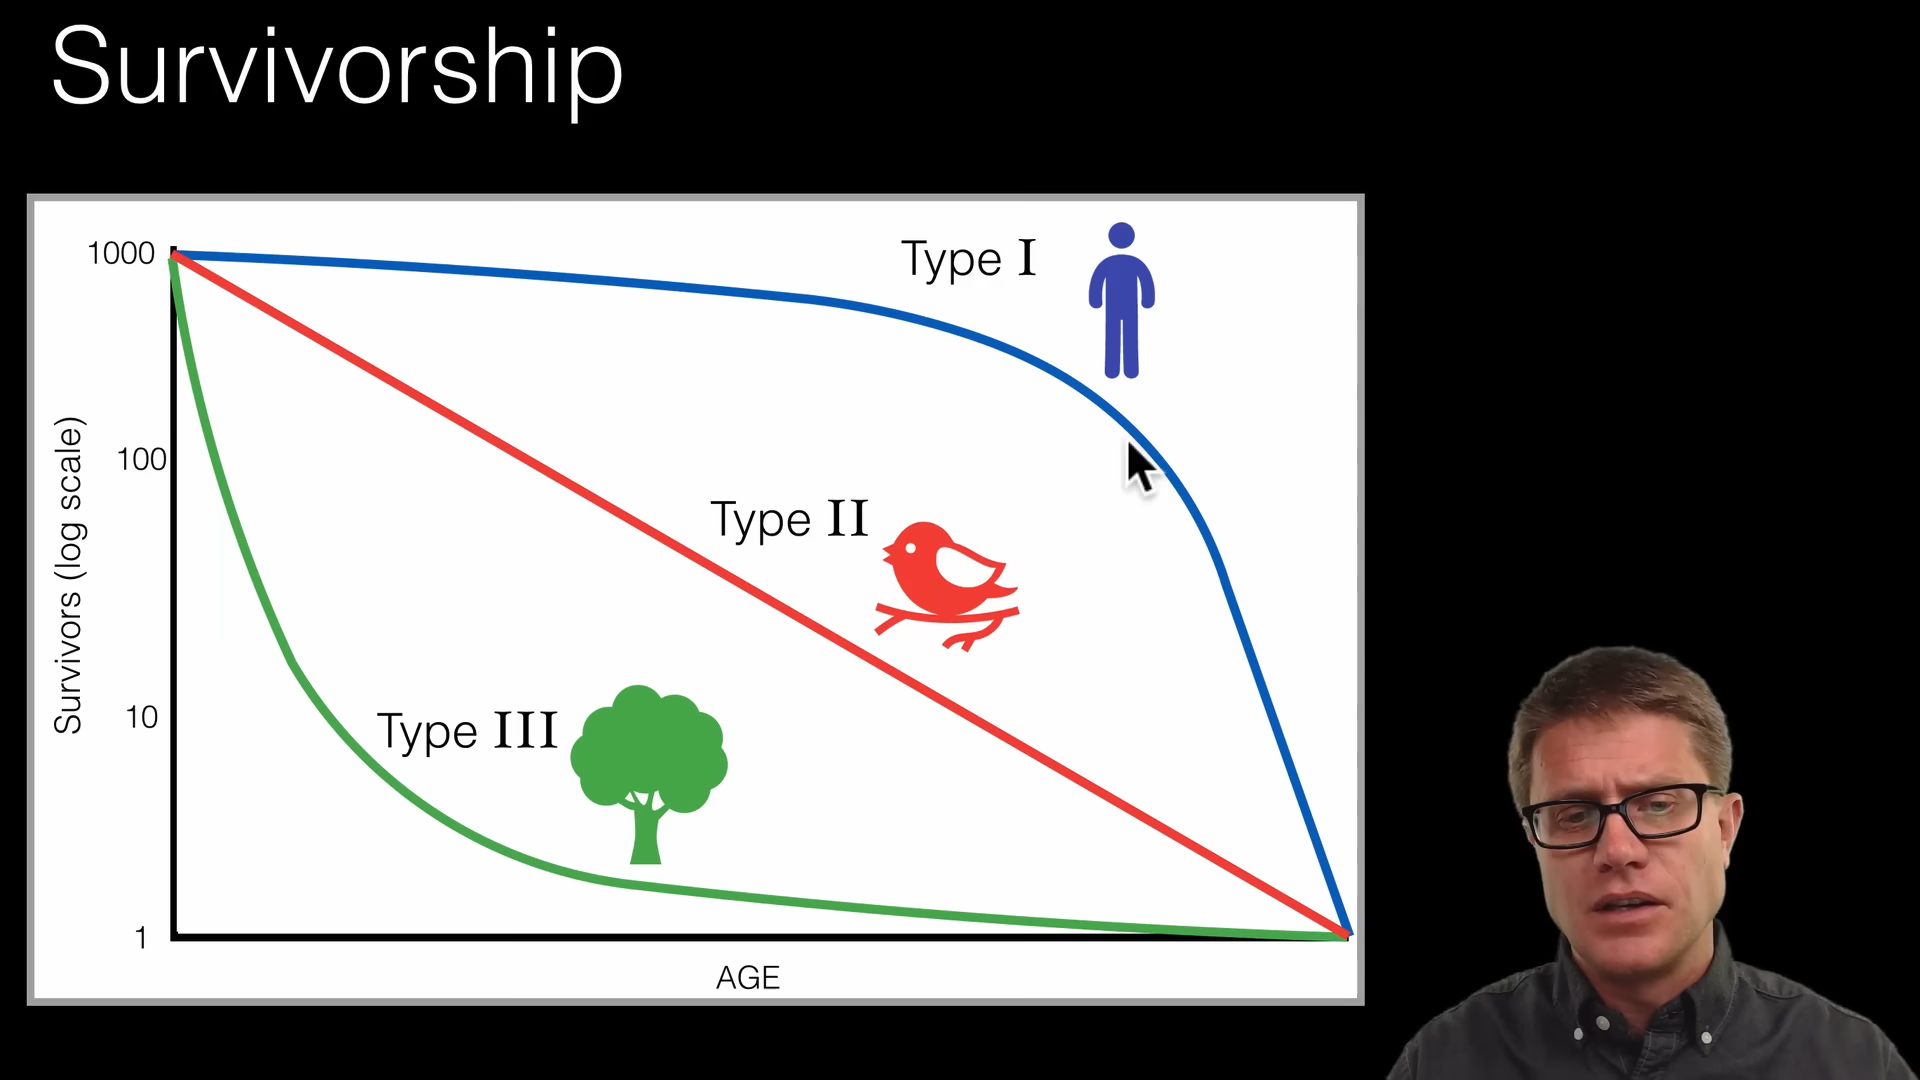 Survivorship
1000
100
10
1
Survivors (log scale)
Type I
Type II
Type III
AGE